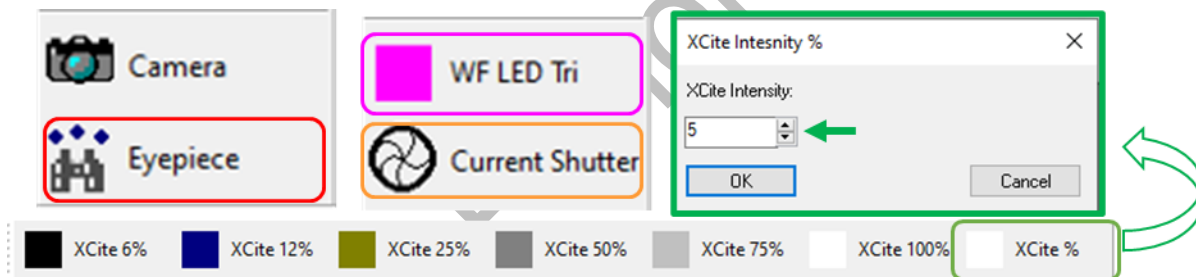 Camera
Eyepiece
WF LED Tri
Current Shutter
XCite Intesnity %
XCite Intensity:
5
OK Cancel
XCite 6% XCite 12% XCite 25% XCite 50% XCite 75% XCite 100% XCite %